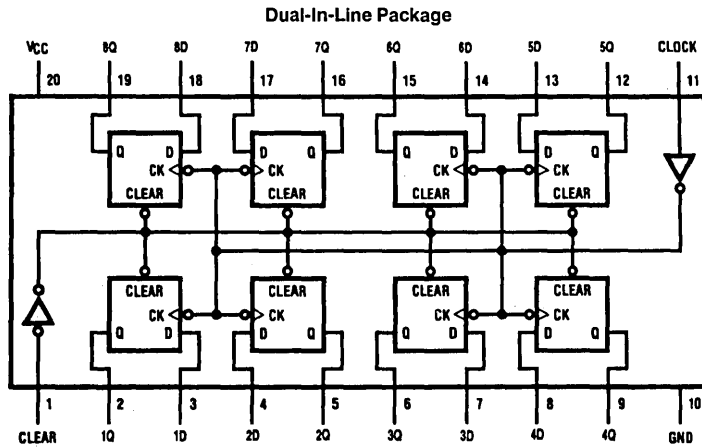 Dual-In-Line Package
VCC 8Q 8D 7D 7Q 6Q 6D 5D 5Q CLOCK
20 19 18 17 16 15 14 13 12 11
Q D D Q Q D D Q
CK CK CK CK
CLEAR CLEAR CLEAR CLEAR
CLEAR CLEAR CLEAR CLEAR
CK CK CK CK
Q D D Q Q D D Q
1 2 3 4 5 6 7 8 9 10
CLEAR 1Q 1D 2D 2Q 3Q 3D 4D 4Q GND